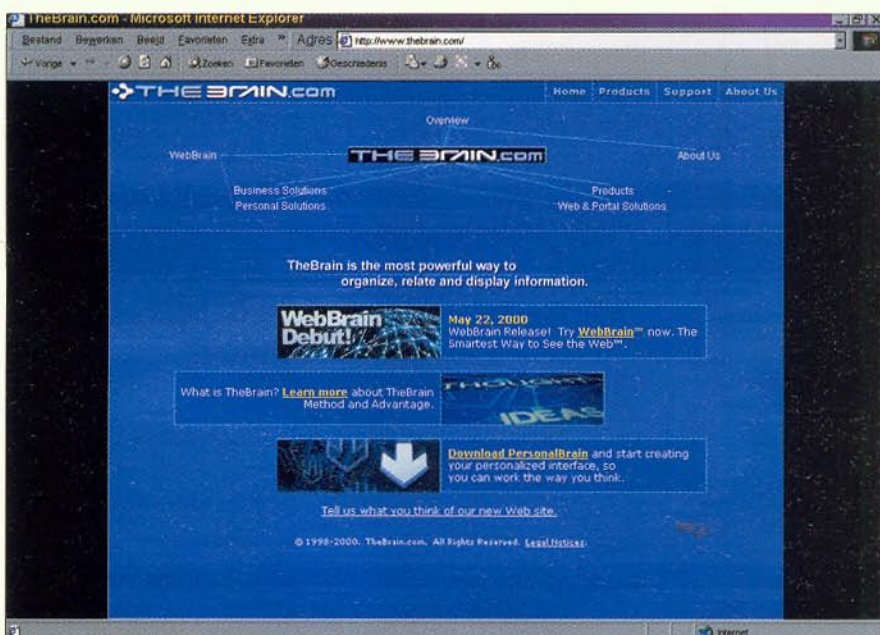 TheBrain.com - Microsoft Internet Explorer
Bestand Bewerken Beeld Favorieten Extra » Adres http://www.thebrain.com/
Vorige Zoeken Favorieten Geschiedenis
THE BRAIN.com Home Products Support About Us
Overview
WebBrain THE BRAIN.com About Us
Business Solutions Products
Personal Solutions Web & Portal Solutions
TheBrain is the most powerful way to
organize, relate and display information.
WebBrain
Debut!
May 22, 2000
WebBrain Release! Try WebBrain™ now. The
Smartest Way to See the Web™.
What is TheBrain? Learn more about TheBrain
Method and Advantage.
THOUGHTS
IDEAS
Download PersonalBrain and start creating
your personalized interface, so
you can work the way you think.
Tell us what you think of our new Web site.
© 1998-2000. TheBrain.com. All Rights Reserved. Legal Notices.
Internet